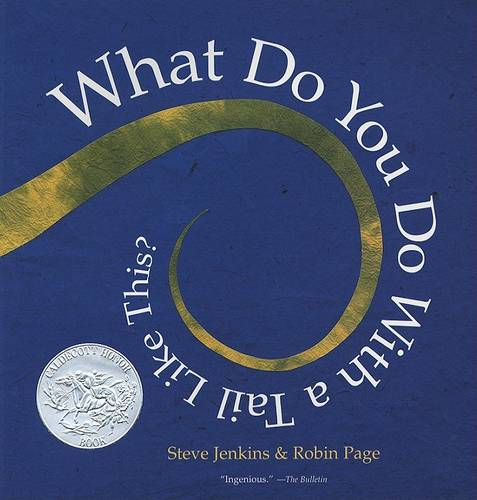 What Do You Do With a Tail Like This?
CALDECOTT HONOR
BOOK
Steve Jenkins & Robin Page
"Ingenious." —The Bulletin